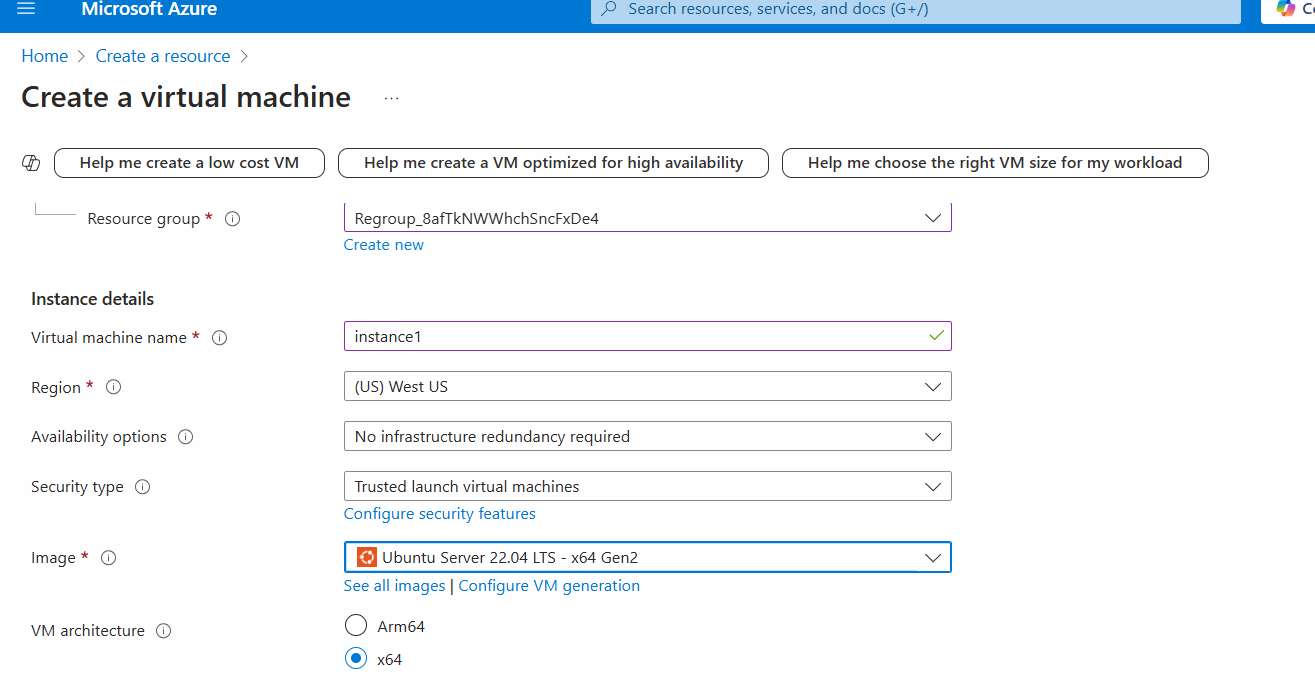 Microsoft Azure
Search resources, services, and docs (G+/)
Home > Create a resource >
Create a virtual machine ...
Help me create a low cost VM
Help me create a VM optimized for high availability
Help me choose the right VM size for my workload
Resource group *
Regroup_8afTkNWWhchSncFxDe4
Create new
Instance details
Virtual machine name *
instance1
Region *
(US) West US
Availability options
No infrastructure redundancy required
Security type
Trusted launch virtual machines
Configure security features
Image *
Ubuntu Server 22.04 LTS - x64 Gen2
See all images | Configure VM generation
VM architecture
Arm64
x64